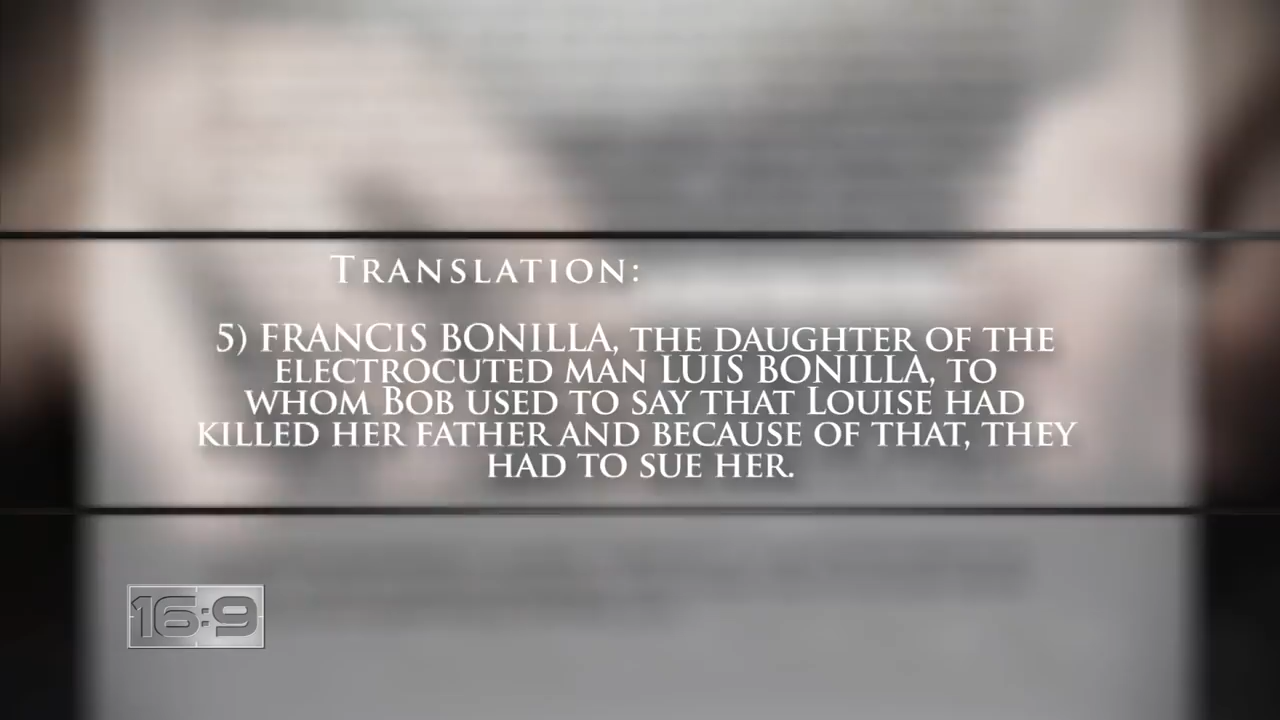 TRANSLATION:
5) FRANCIS BONILLA, THE DAUGHTER OF THE
ELECTROCUTED MAN LUIS BONILLA, TO
WHOM BOB USED TO SAY THAT LOUISE HAD
KILLED HER FATHER AND BECAUSE OF THAT, THEY
HAD TO SUE HER.
16:9